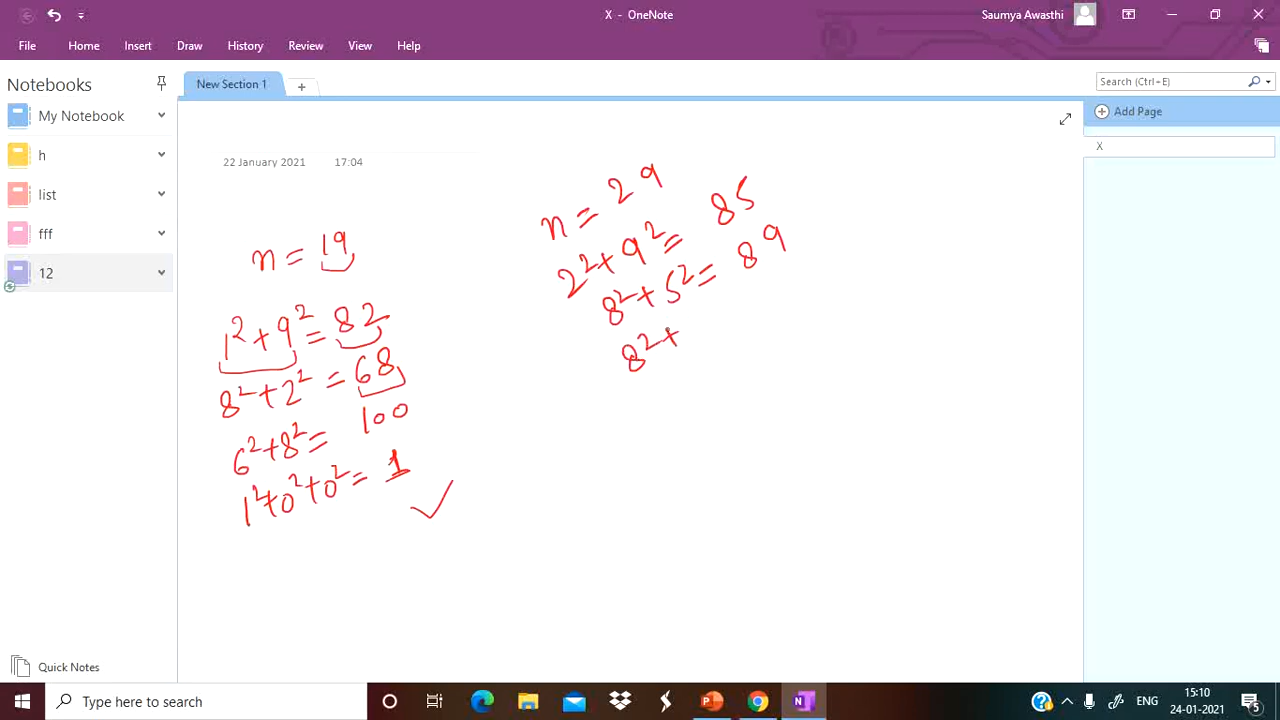 X - OneNote
Saumya Awasthi
File Home Insert Draw History Review View Help
Notebooks
My Notebook
h
list
fff
12
Quick Notes
New Section 1 +
Search (Ctrl+E)
Add Page
X
22 January 2021 17:04
n = 19
1² + 9² = 82
8² + 2² = 68
6² + 8² = 100
1² + 0² + 0² = 1
n = 29
2² + 9² = 85
8² + 5² = 89
8² +
Type here to search
ENG
15:10
24-01-2021
5